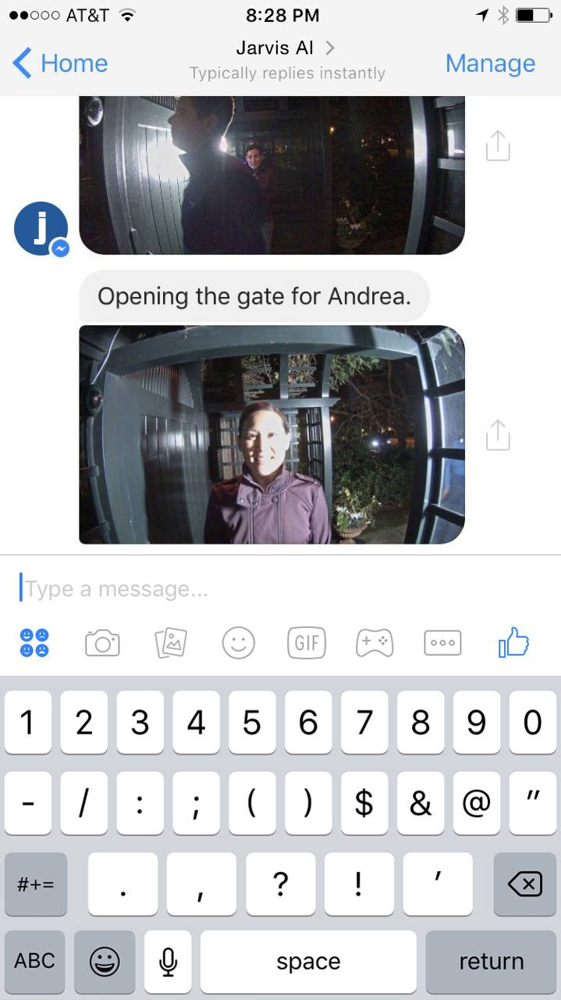 AT&T 8:28 PM
Home Jarvis AI Manage
Typically replies instantly
j
Opening the gate for Andrea.
Type a message...
GIF
1 2 3 4 5 6 7 8 9 0
- / : ; ( ) $ & @ "
#+= . , ? ! '
ABC space return